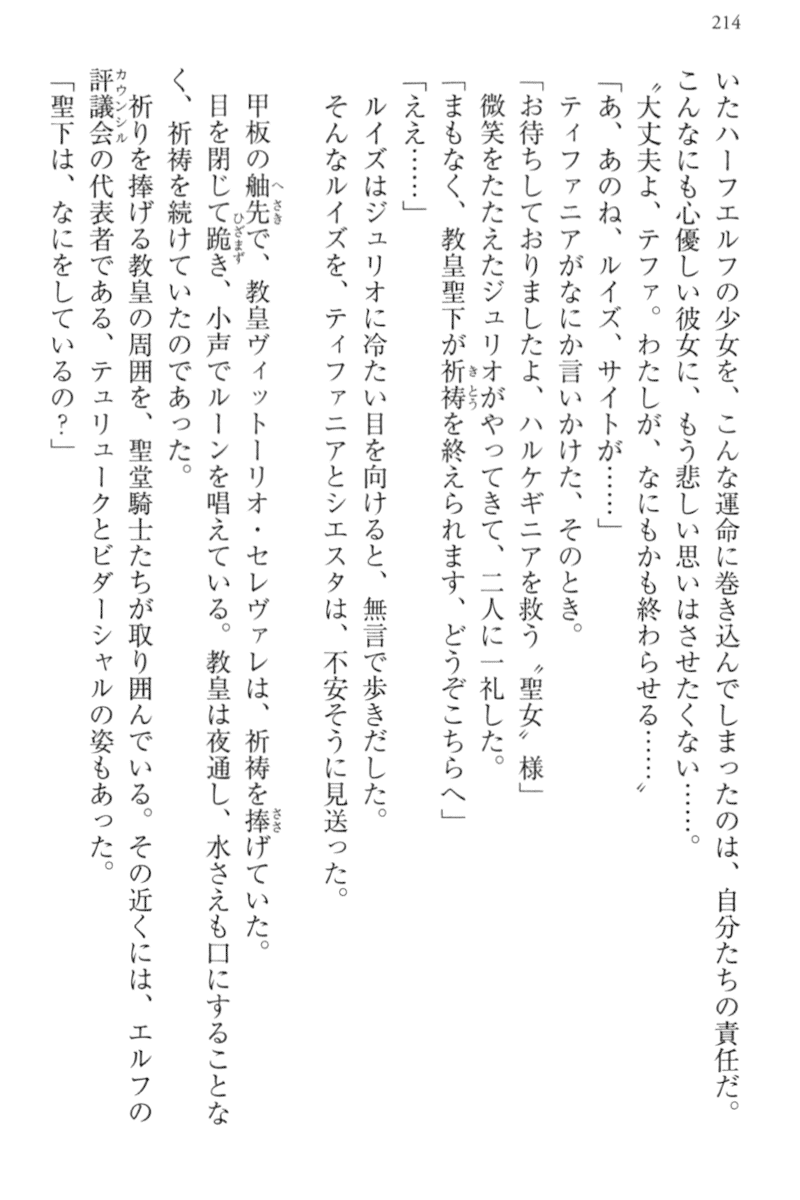 214
いたハーフエルフの少女を、こんな運命に巻き込んでしまったのは、自分たちの責任だ。
こんなにも心優しい彼女に、もう悲しい思いはさせたくない……。
〝大丈夫よ、テファ。わたしが、なにもかも終わらせる……〟
「あ、あのね、ルイズ、サイトが……」
ティファニアがなにか言いかけた、そのとき。
「お待ちしておりましたよ、ハルケギニアを救う〝聖女〟様」
微笑をたたえたジュリオがやってきて、二人に一礼した。
「まもなく、教皇聖下が祈祷を終えられます、どうぞこちらへ」
「ええ……」
ルイズはジュリオに冷たい目を向けると、無言で歩きだした。
そんなルイズを、ティファニアとシエスタは、不安そうに見送った。
甲板の舳先で、教皇ヴィットーリオ・セレヴァレは、祈祷を捧げていた。
目を閉じて跪き、小声でルーンを唱えている。教皇は夜通し、水さえも口にすることな
く、祈祷を続けていたのであった。
祈りを捧げる教皇の周囲を、聖堂騎士たちが取り囲んでいる。その近くには、エルフの
評議会の代表者である、テュリュークとビダーシャルの姿もあった。
「聖下は、なにをしているの？」